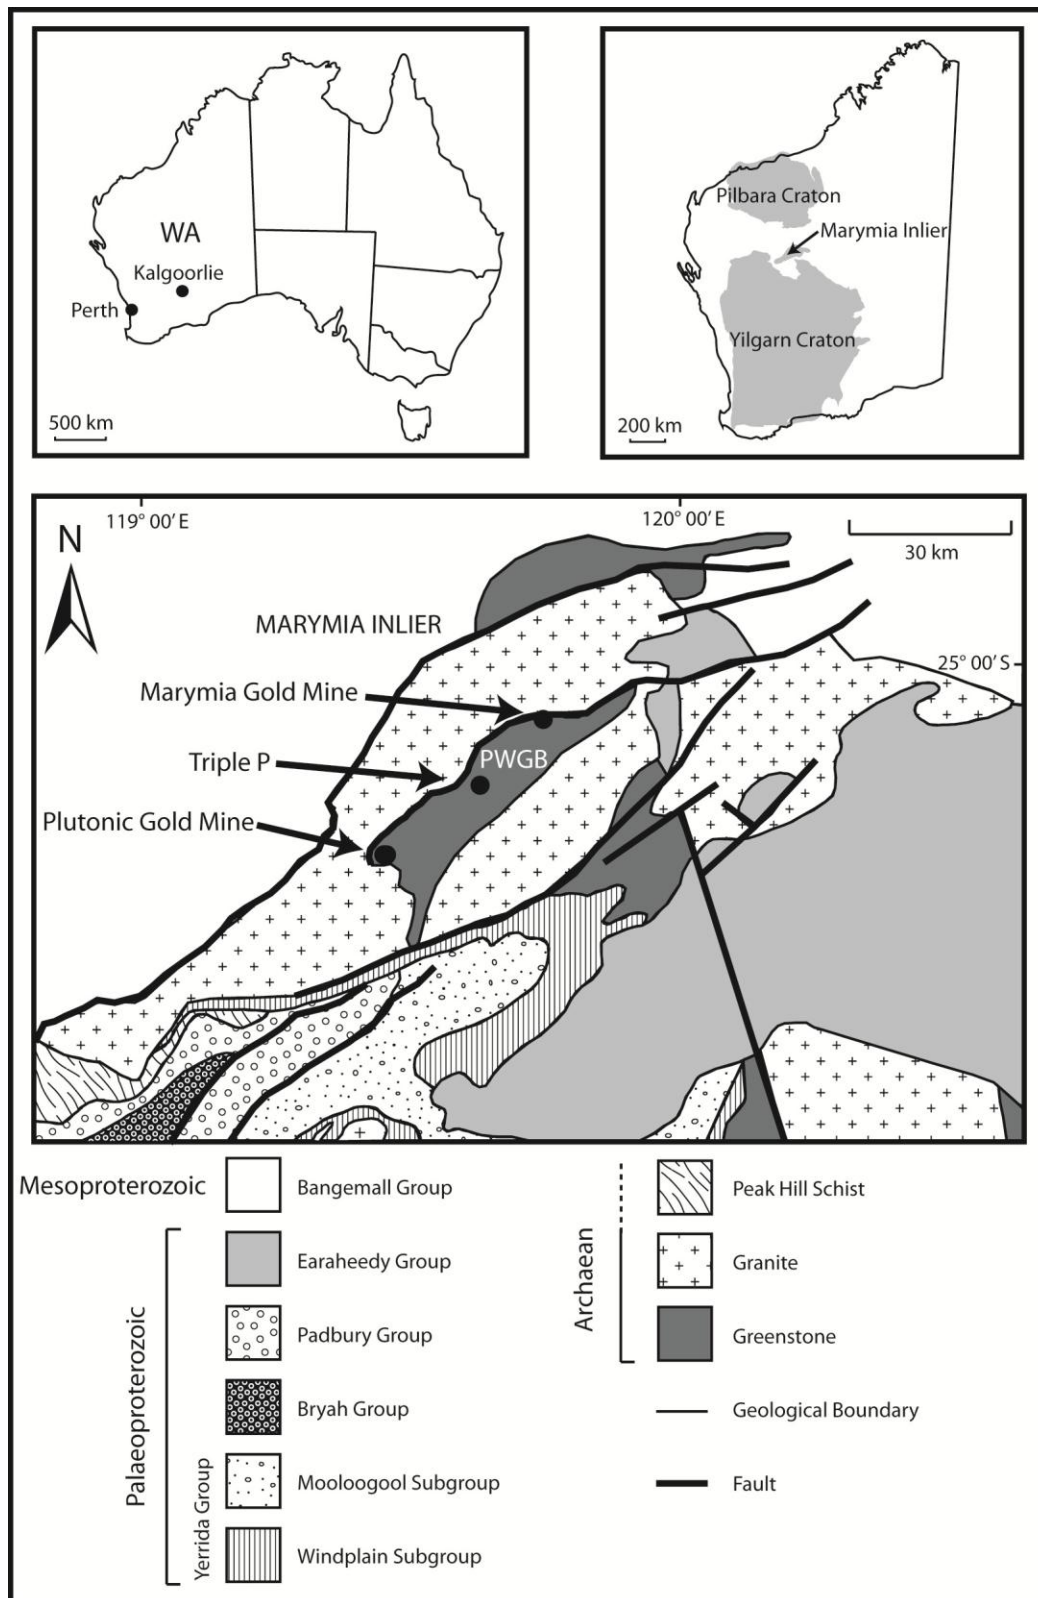 WA
Kalgoorlie
Perth
500 km
Pilbara Craton
Marymia Inlier
Yilgarn Craton
200 km
119° 00' E
120° 00' E
N
30 km
MARYMIA INLIER
25° 00' S
Marymia Gold Mine
PWGB
Triple P
Plutonic Gold Mine
Mesoproterozoic
Bangemall Group
Palaeoproterozoic
Earaheedy Group
Padbury Group
Bryah Group
Yerrida Group
Mooloogool Subgroup
Windplain Subgroup
Archaean
Peak Hill Schist
Granite
Greenstone
Geological Boundary
Fault